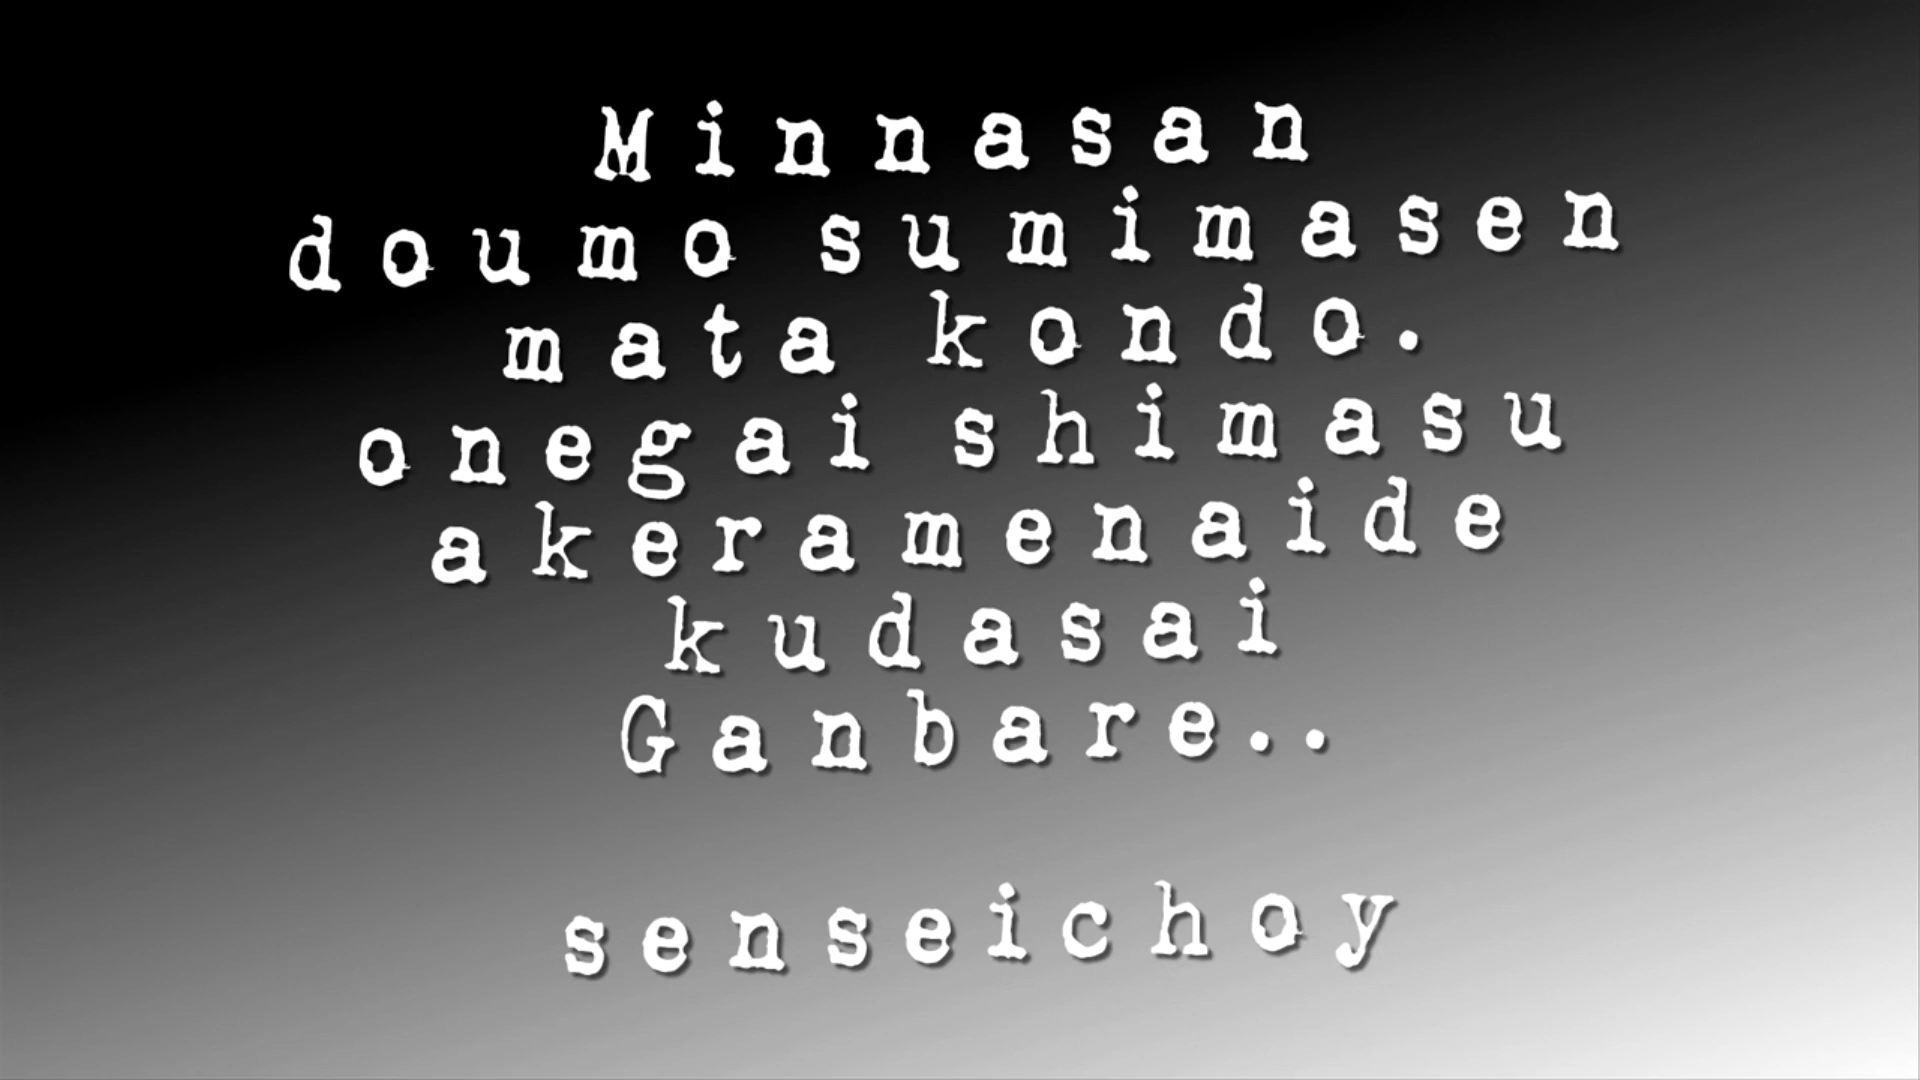 Minnasan
doumo sumimasen
mata kondo.
onegai shimasu
akeramenaide
kudasai
Ganbare..
senseichoy